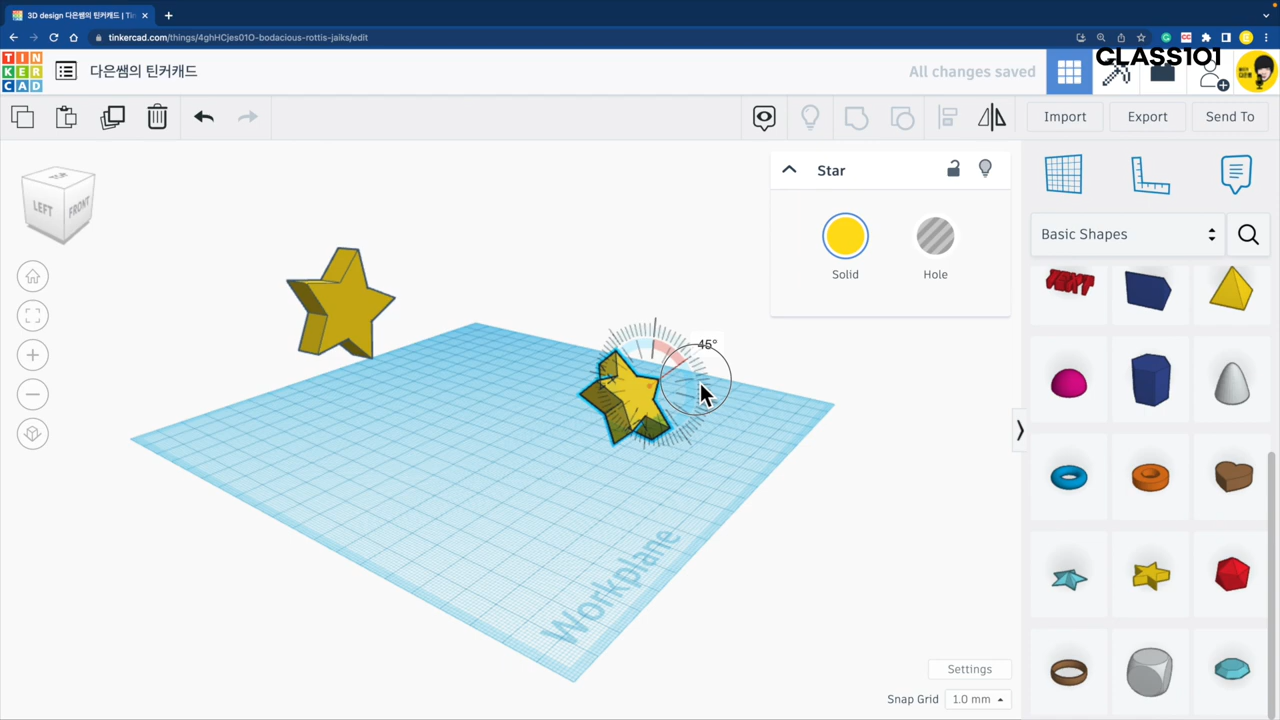 3D design 다은쌤의 틴커캐드 | Tin
tinkercad.com/things/4ghHCjes01O-bodacious-rottis-jaiks/edit
TIN
KER
CAD
다은쌤의 틴커캐드
All changes saved
CLASS101
Import
Export
Send To
TOP
LEFT
FRONT
Star
Solid
Hole
Basic Shapes
TEXT
45°
Workplane
Settings
Snap Grid
1.0 mm